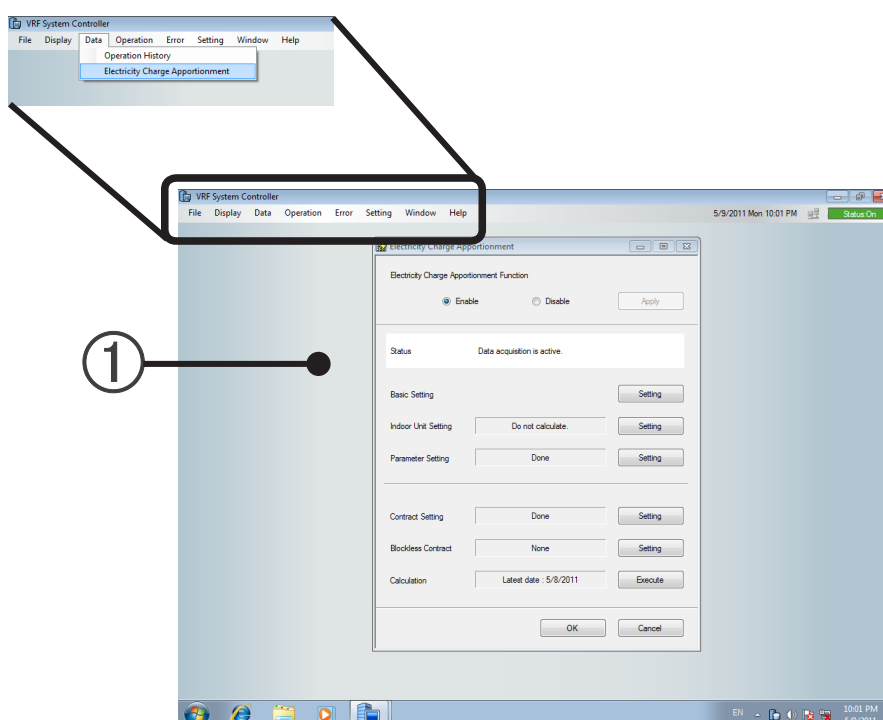 VRF System Controller
File Display Data Operation Error Setting Window Help
Operation History
Electricity Charge Apportionment
VRF System Controller
File Display Data Operation Error Setting Window Help 5/9/2011 Mon 10:01 PM Status On
Electricity Charge Apportionment
Electricity Charge Apportionment Function
Enable Disable Apply
Status Data acquisition is active.
①
Basic Setting Setting
Indoor Unit Setting Do not calculate. Setting
Parameter Setting Done Setting
Contract Setting Done Setting
Blockless Contract None Setting
Calculation Latest date : 5/8/2011 Execute
OK Cancel
EN 10:01 PM
5/9/2011